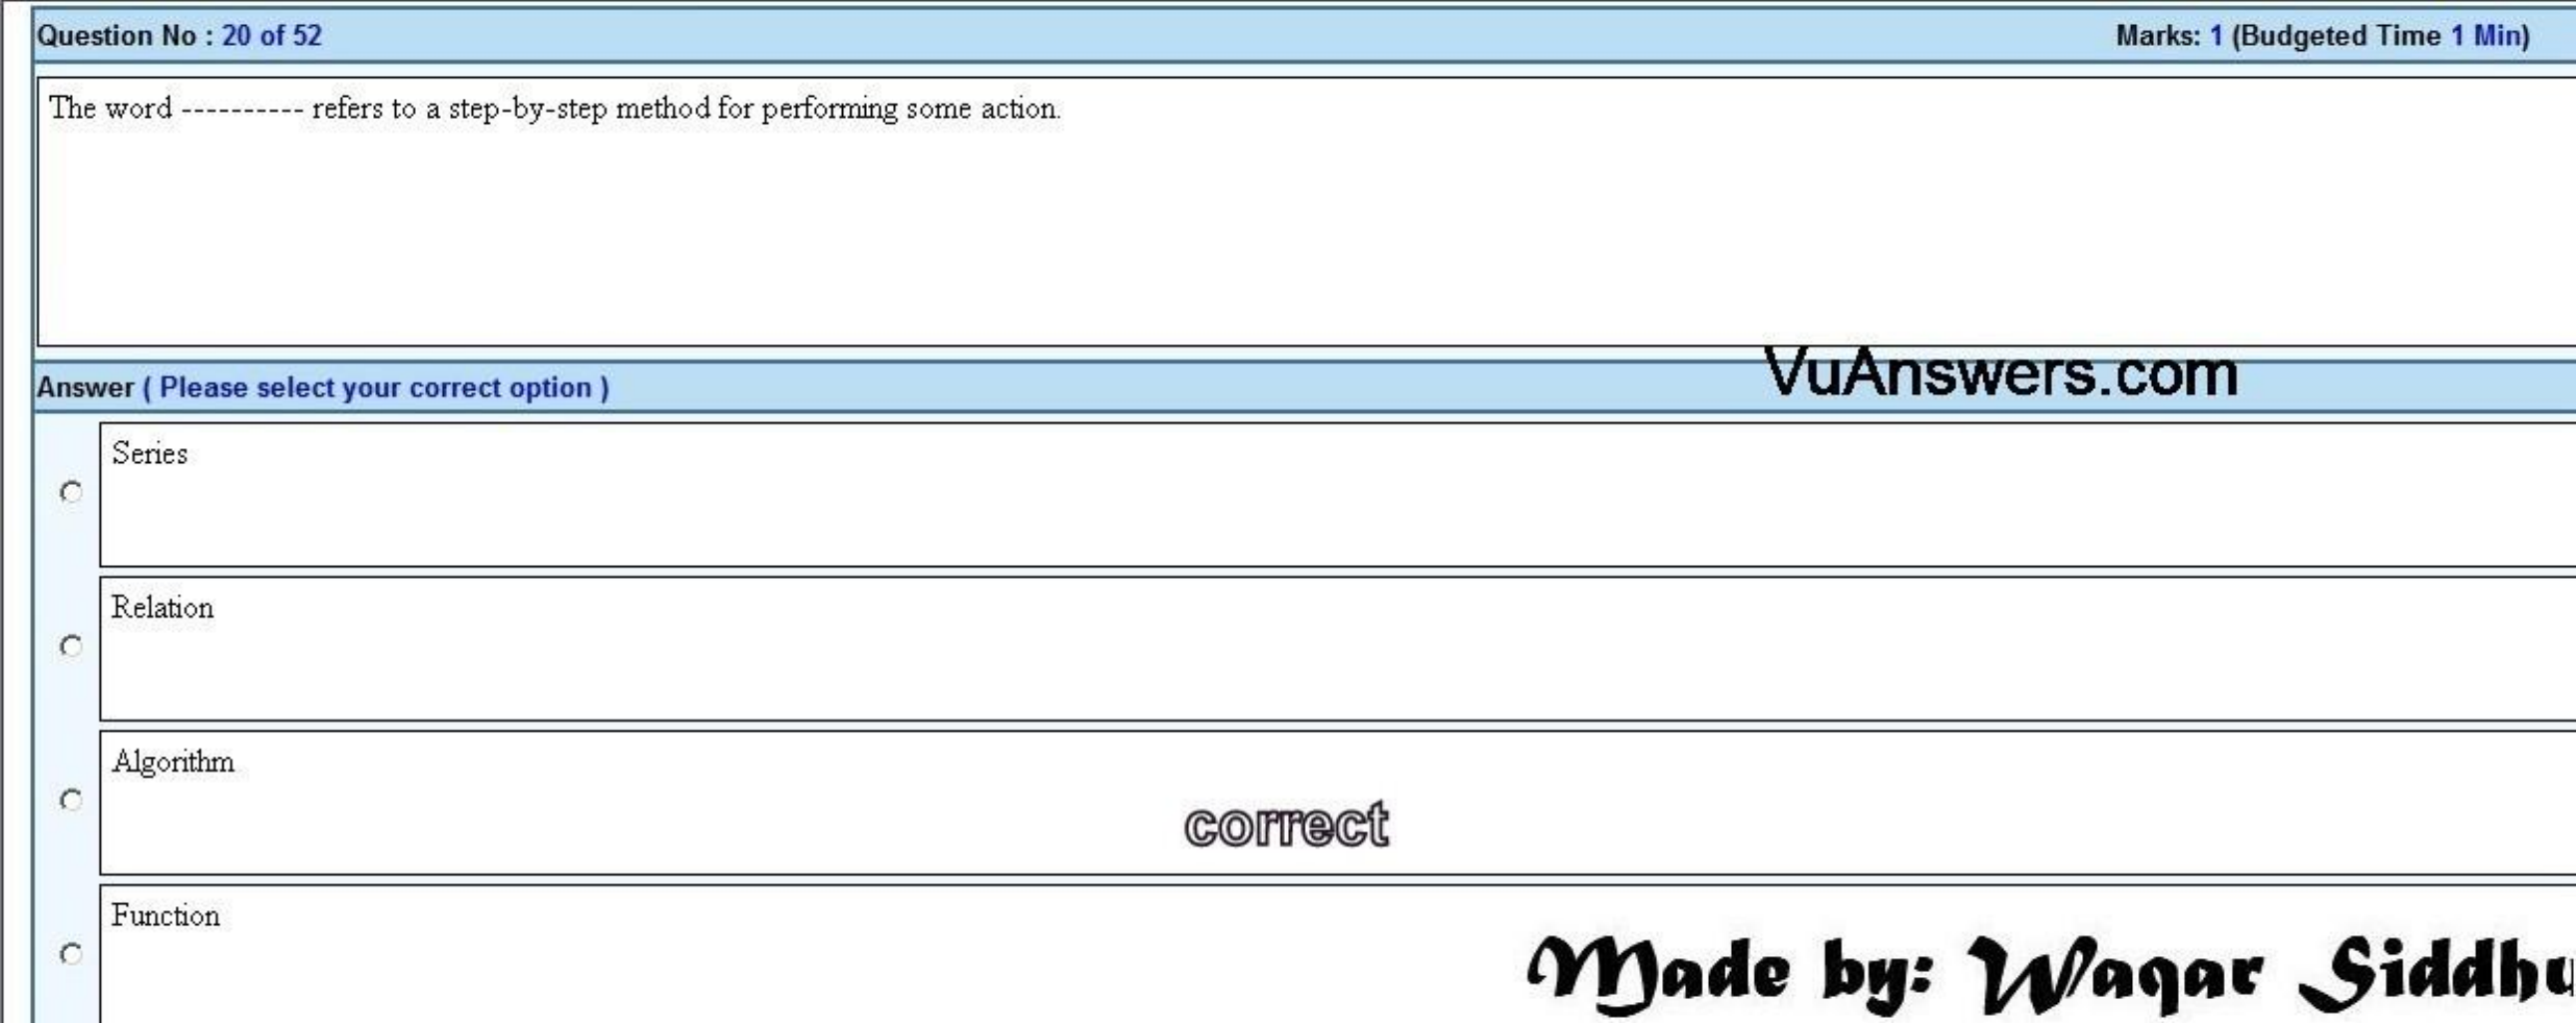 Question No : 20 of 52 Marks: 1 (Budgeted Time 1 Min)
The word ---------- refers to a step-by-step method for performing some action.
VuAnswers.com
Answer ( Please select your correct option )
Series
Relation
Algorithm
correct
Function
Made by: Waqar Siddhu